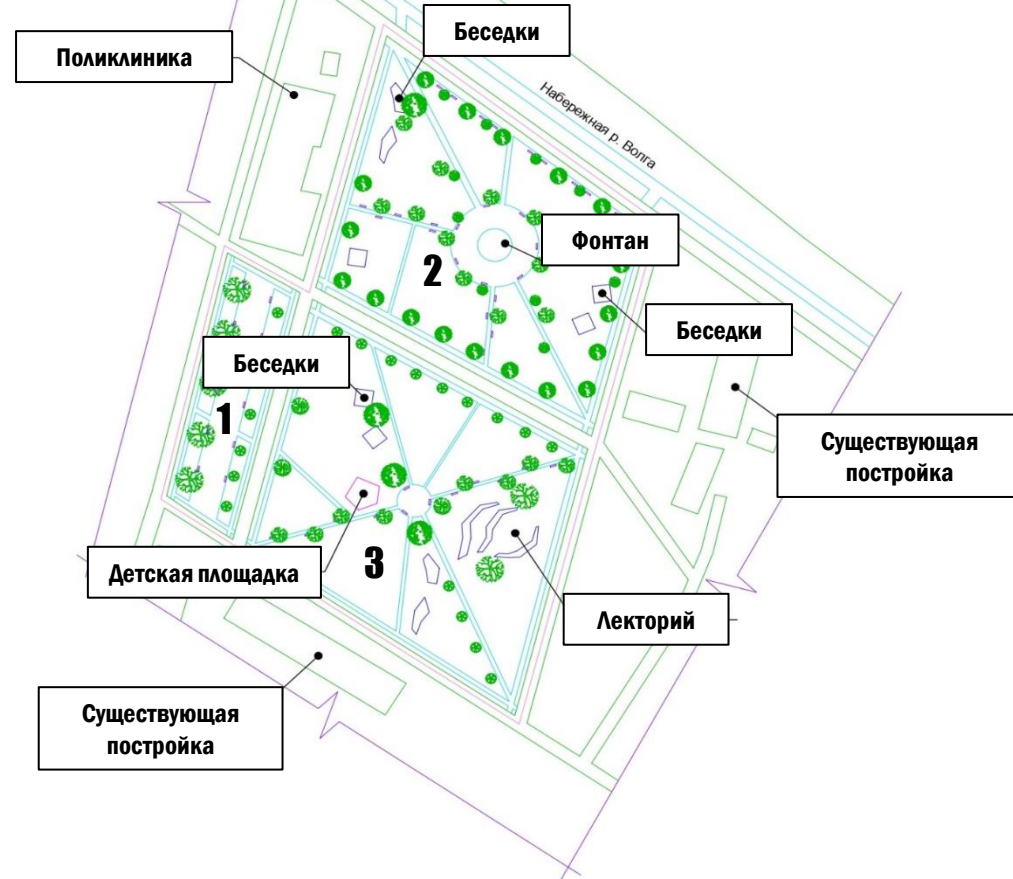 Беседки
Поликлиника
Набережная р. Волга
Фонтан
2
Беседки
Беседки
1
Существующая
постройка
3
Детская площадка
Лекторий
Существующая
постройка